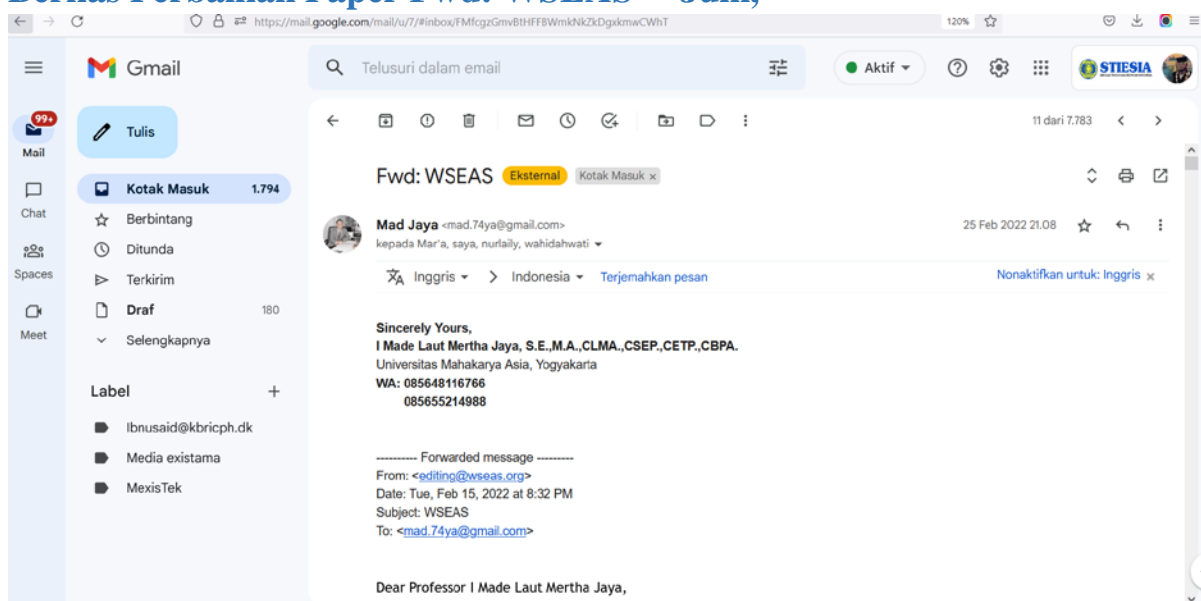 https://mail.google.com/mail/u/7/#inbox/FMfcgzGmvBtHFF8WmkNkZkDgxkmwCWhT
120%
Gmail
Telusuri dalam email
Aktif
STIESIA
99+
Mail
Chat
Spaces
Meet
Tulis
Kotak Masuk 1.794
Berbintang
Ditunda
Terkirim
Draf 180
Selengkapnya
Label +
Ibnusaid@kbricph.dk
Media existama
MexisTek
11 dari 7.783
Fwd: WSEAS Eksternal Kotak Masuk x
Mad Jaya <mad.74ya@gmail.com> 25 Feb 2022 21.08
kepada Mar'a, saya, nurlaily, wahidahwati
Inggris > Indonesia Terjemahkan pesan Nonaktifkan untuk: Inggris x
Sincerely Yours,
I Made Laut Mertha Jaya, S.E.,M.A.,CLMA.,CSEP.,CETP.,CBPA.
Universitas Mahakarya Asia, Yogyakarta
WA: 085648116766
085655214988
---------- Forwarded message ---------
From: <editing@wseas.org>
Date: Tue, Feb 15, 2022 at 8:32 PM
Subject: WSEAS
To: <mad.74ya@gmail.com>
Dear Professor I Made Laut Mertha Jaya,